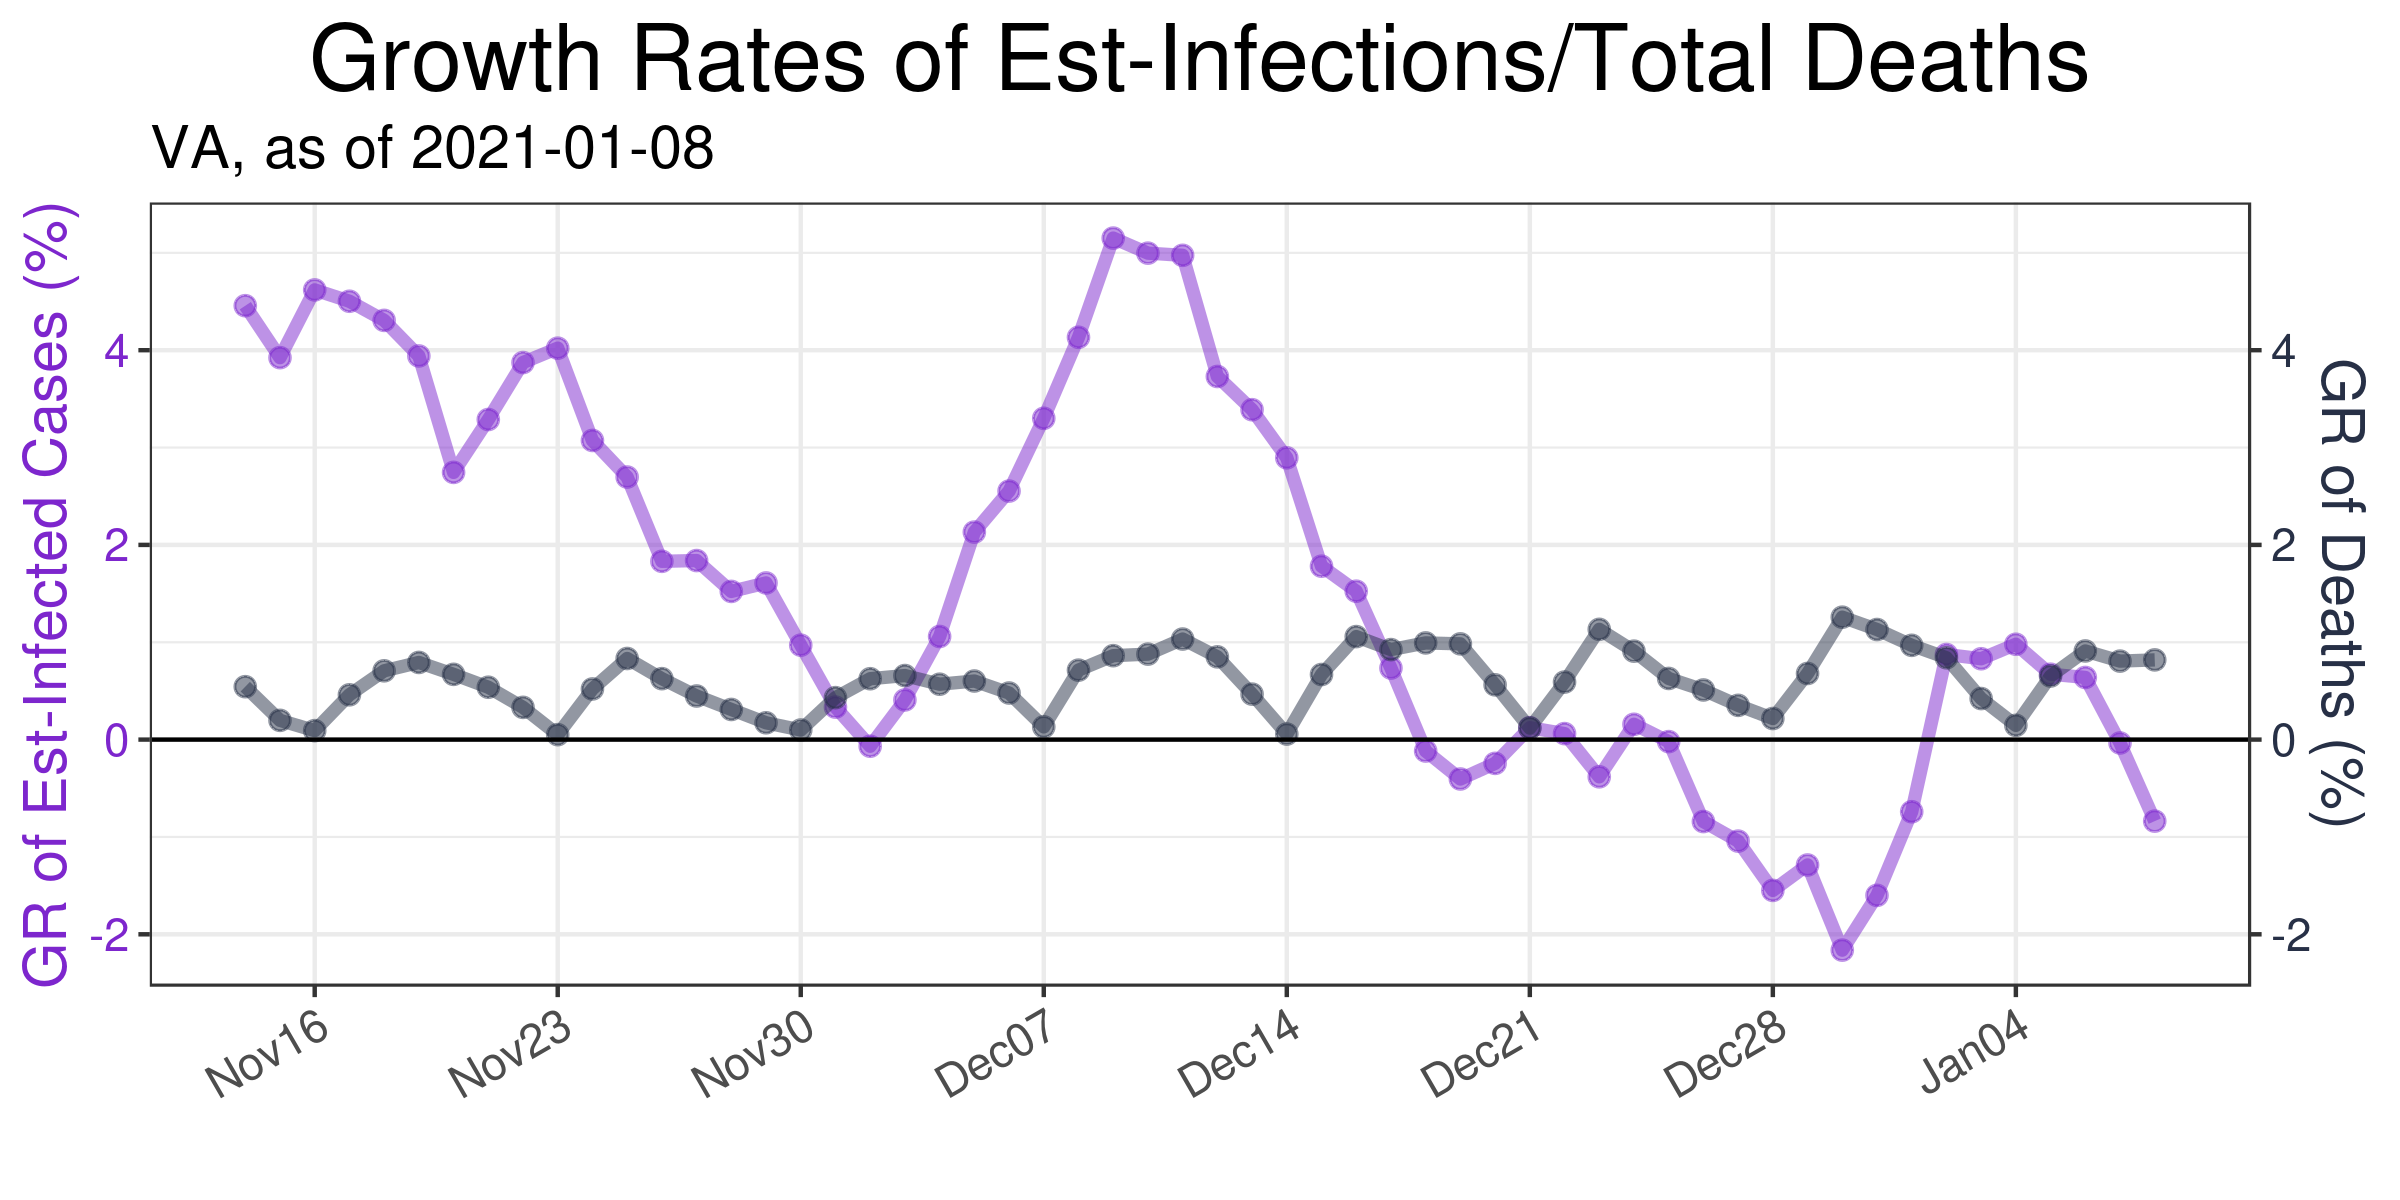 Growth Rates of Est-Infections/Total Deaths
VA, as of 2021-01-08
GR of Est-Infected Cases (%)
4
2
0
-2
4
2
0
-2
GR of Deaths (%)
Nov16
Nov23
Nov30
Dec07
Dec14
Dec21
Dec28
Jan04